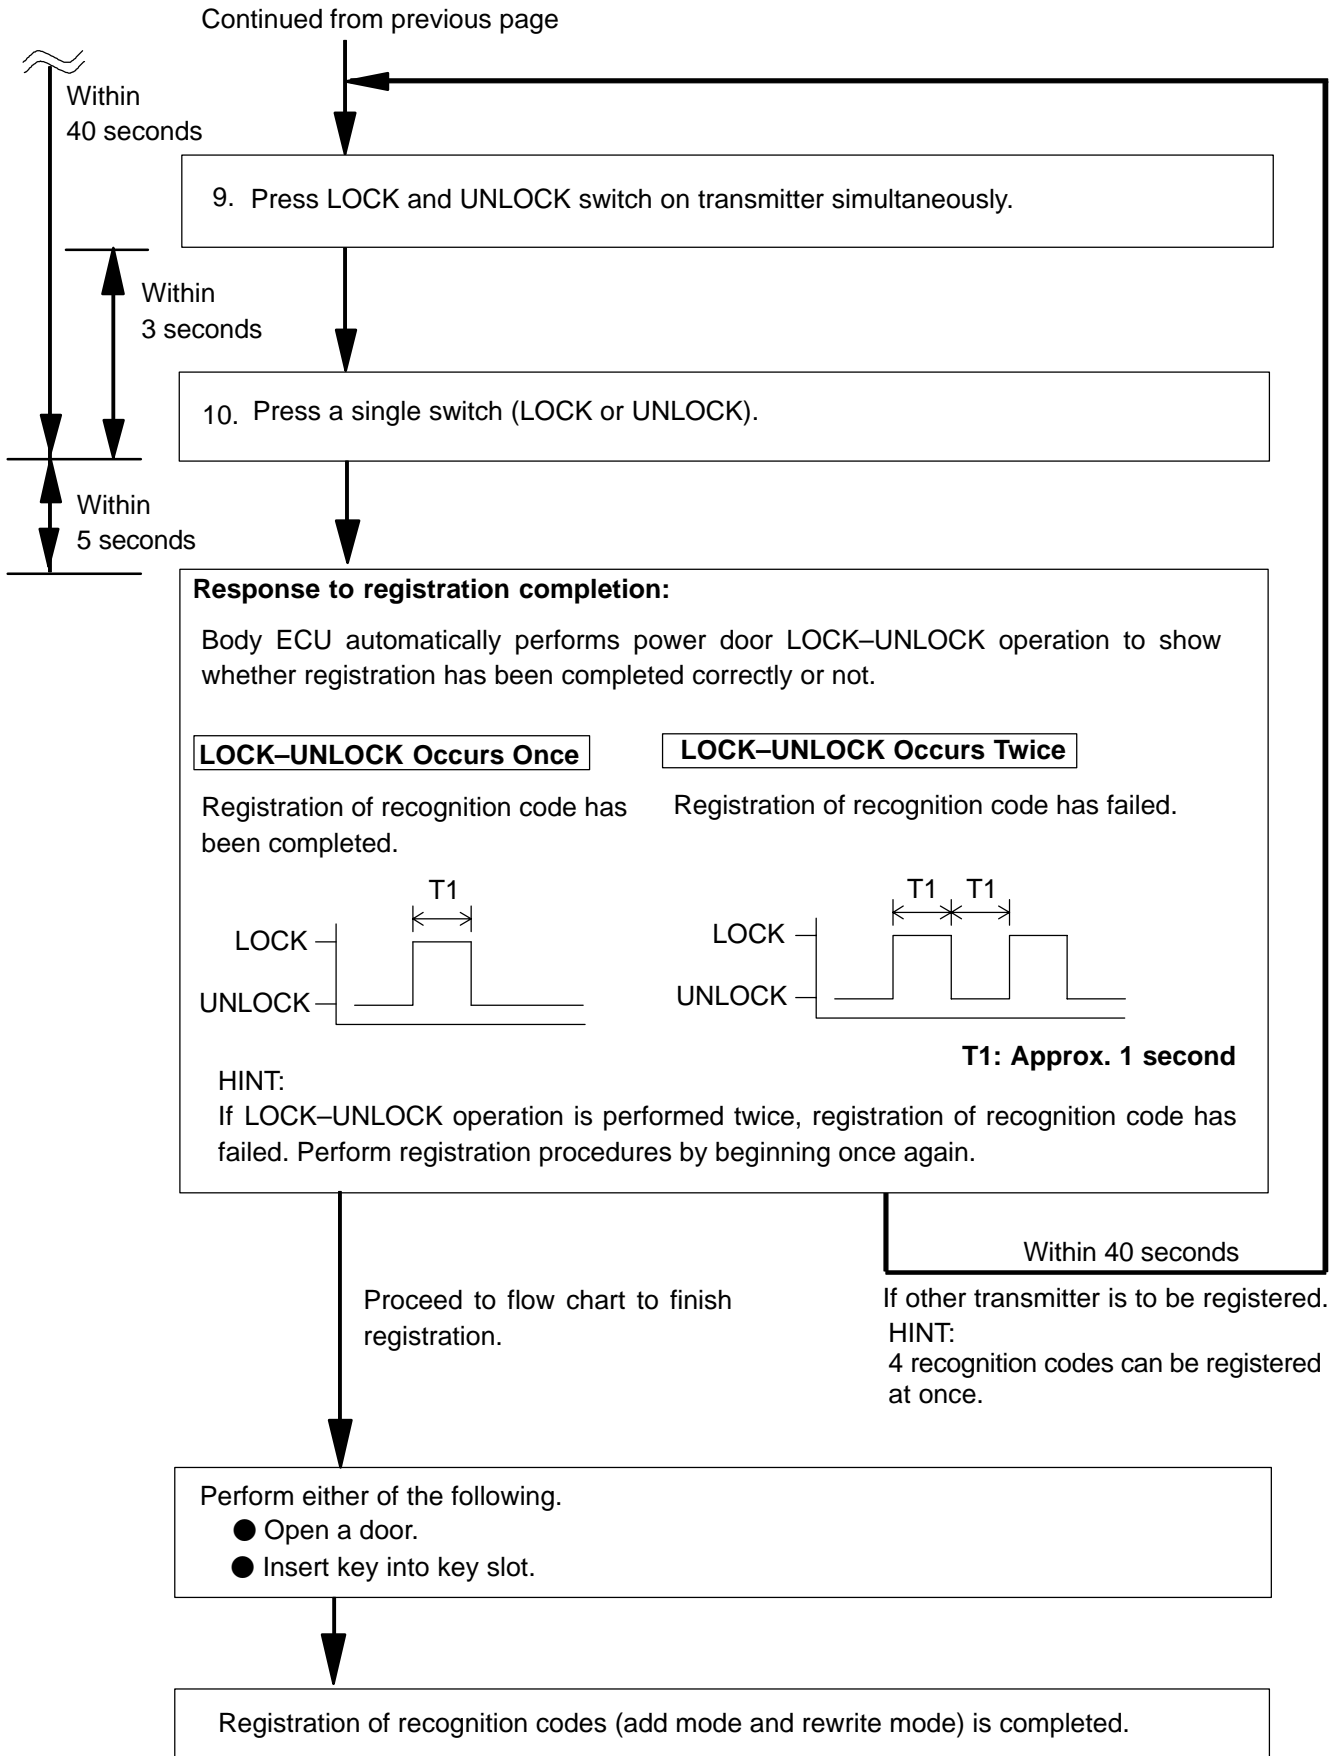 Continued from previous page
Within
40 seconds
9. Press LOCK and UNLOCK switch on transmitter simultaneously.
Within
3 seconds
10. Press a single switch (LOCK or UNLOCK).
Within
5 seconds
Response to registration completion:
Body ECU automatically performs power door LOCK–UNLOCK operation to show
whether registration has been completed correctly or not.
LOCK–UNLOCK Occurs Once
LOCK–UNLOCK Occurs Twice
Registration of recognition code has
been completed.
Registration of recognition code has failed.
T1
LOCK
UNLOCK
T1 T1
LOCK
UNLOCK
T1: Approx. 1 second
HINT:
If LOCK–UNLOCK operation is performed twice, registration of recognition code has
failed. Perform registration procedures by beginning once again.
Within 40 seconds
Proceed to flow chart to finish
registration.
If other transmitter is to be registered.
HINT:
4 recognition codes can be registered
at once.
Perform either of the following.
● Open a door.
● Insert key into key slot.
Registration of recognition codes (add mode and rewrite mode) is completed.